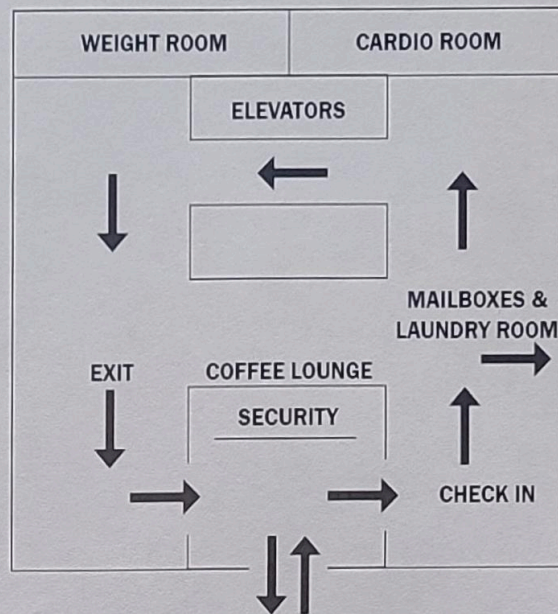 WEIGHT ROOM
CARDIO ROOM
ELEVATORS
MAILBOXES &
LAUNDRY ROOM
EXIT
COFFEE LOUNGE
SECURITY
CHECK IN